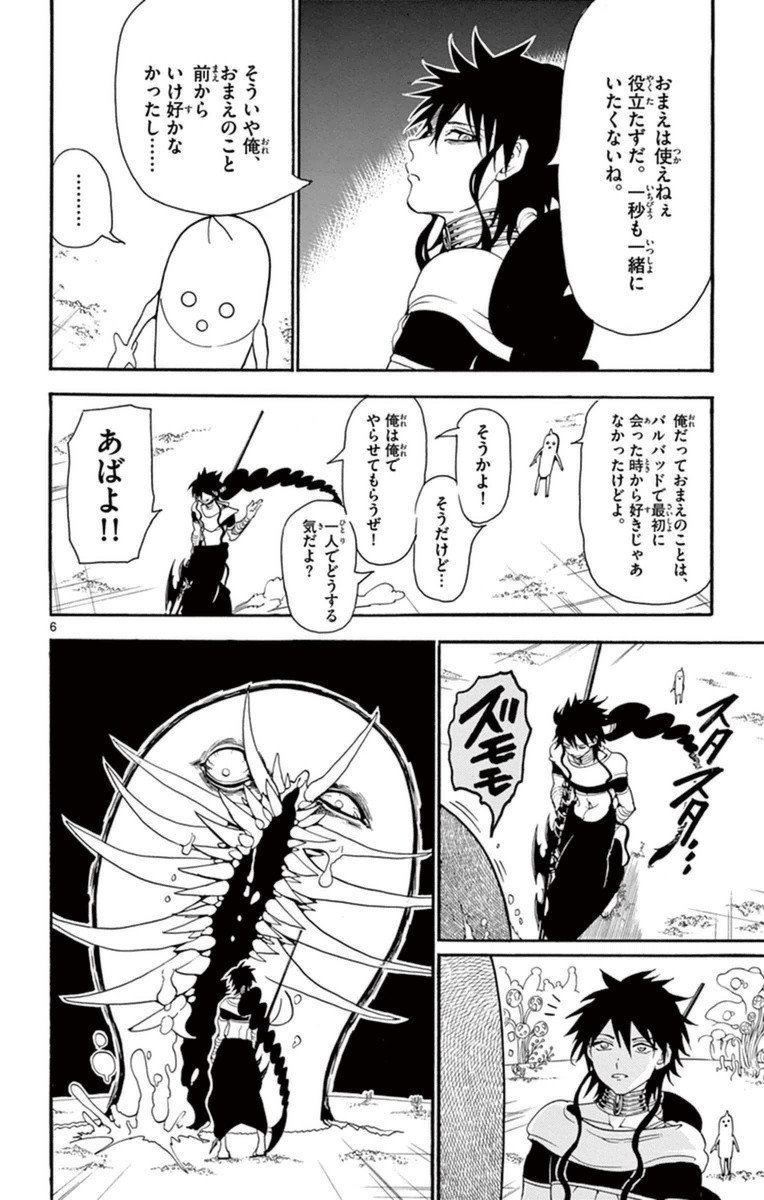 おまえは使えねぇ
役立たずだ。一秒も一緒に
いたくないね。
そういや俺、
おまえのこと
前から
いけ好かな
かったし……
………
俺だっておまえのことは、
バルバッドで最初に
会った時から好きじゃあ
なかったけどよ。
そうかよ!
そうだけど…
俺は俺で
やらせてもらうぜ!
一人でどうする
気だよ?
あばよ!!
6
スタスタ…
ズモモ